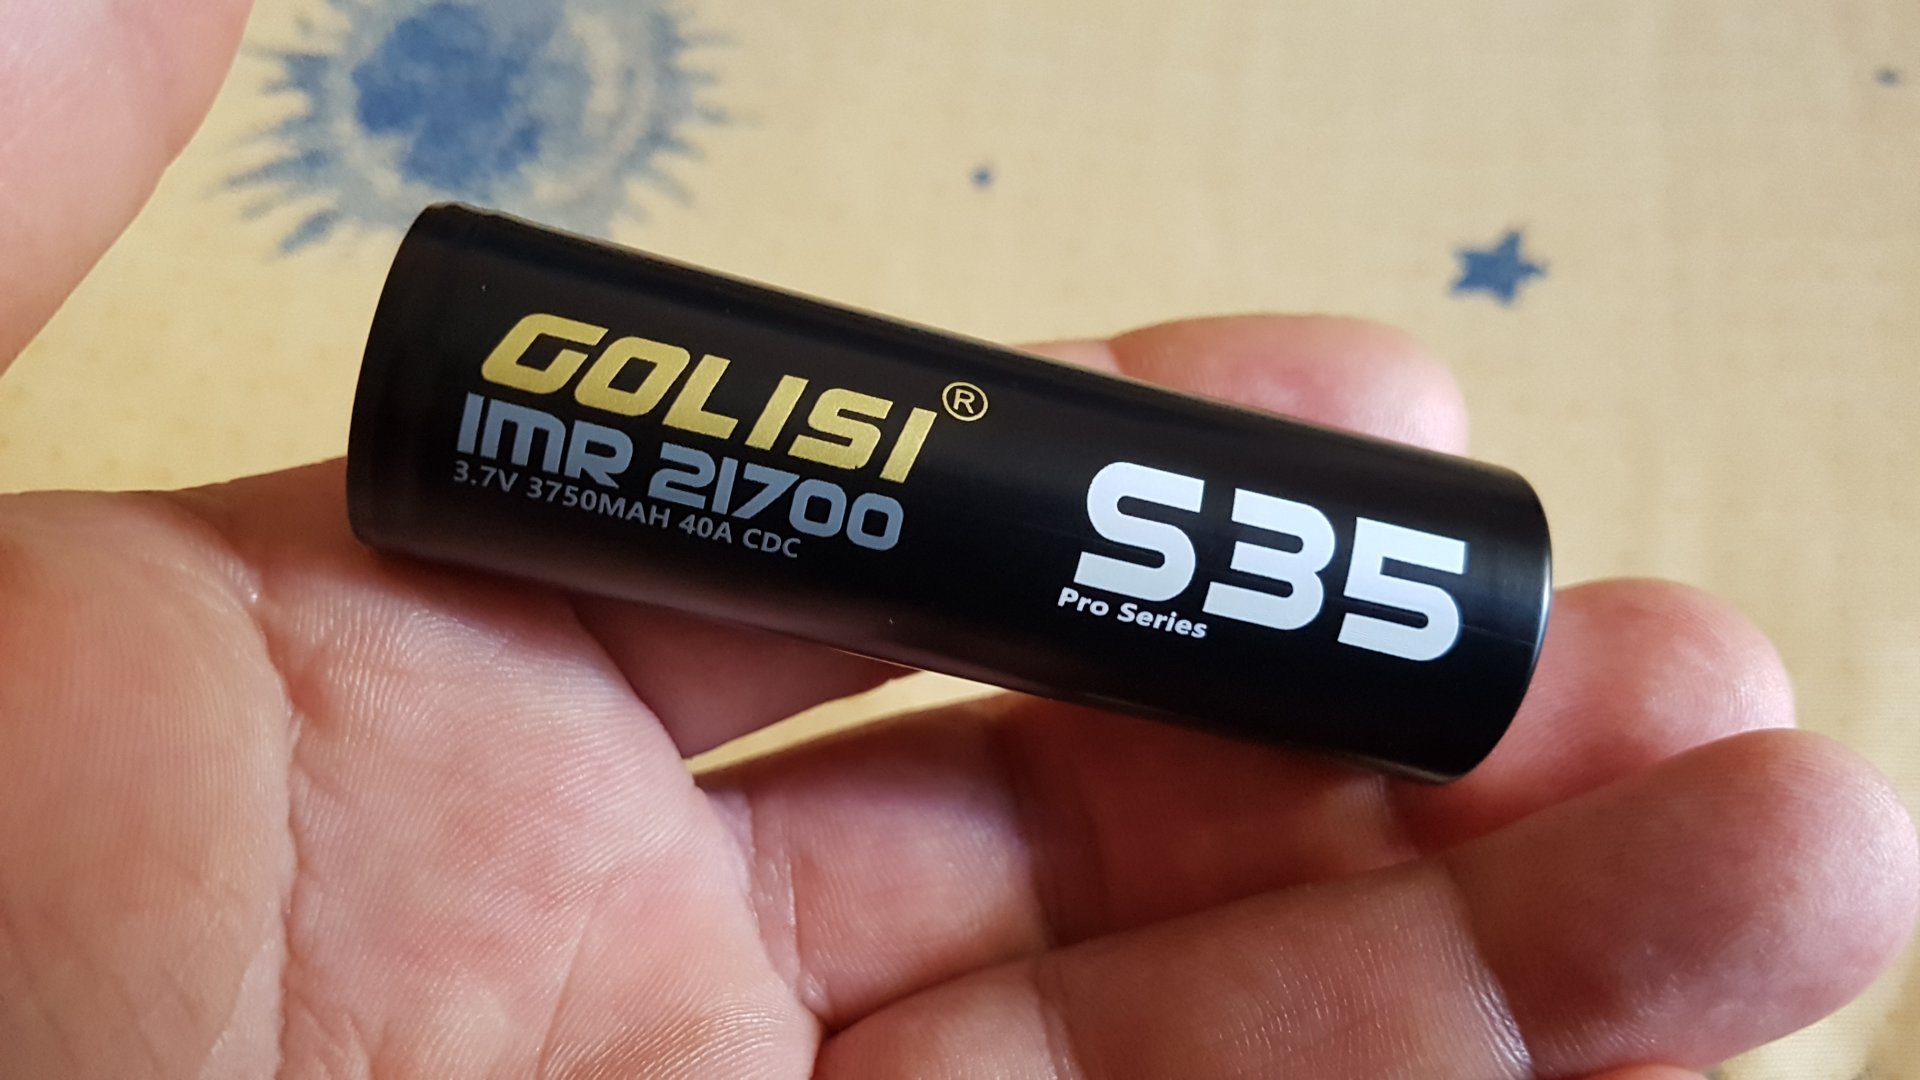 GOLISI®
IMR 21700
3.7V 3750MAH 40A CDC
S35
Pro Series